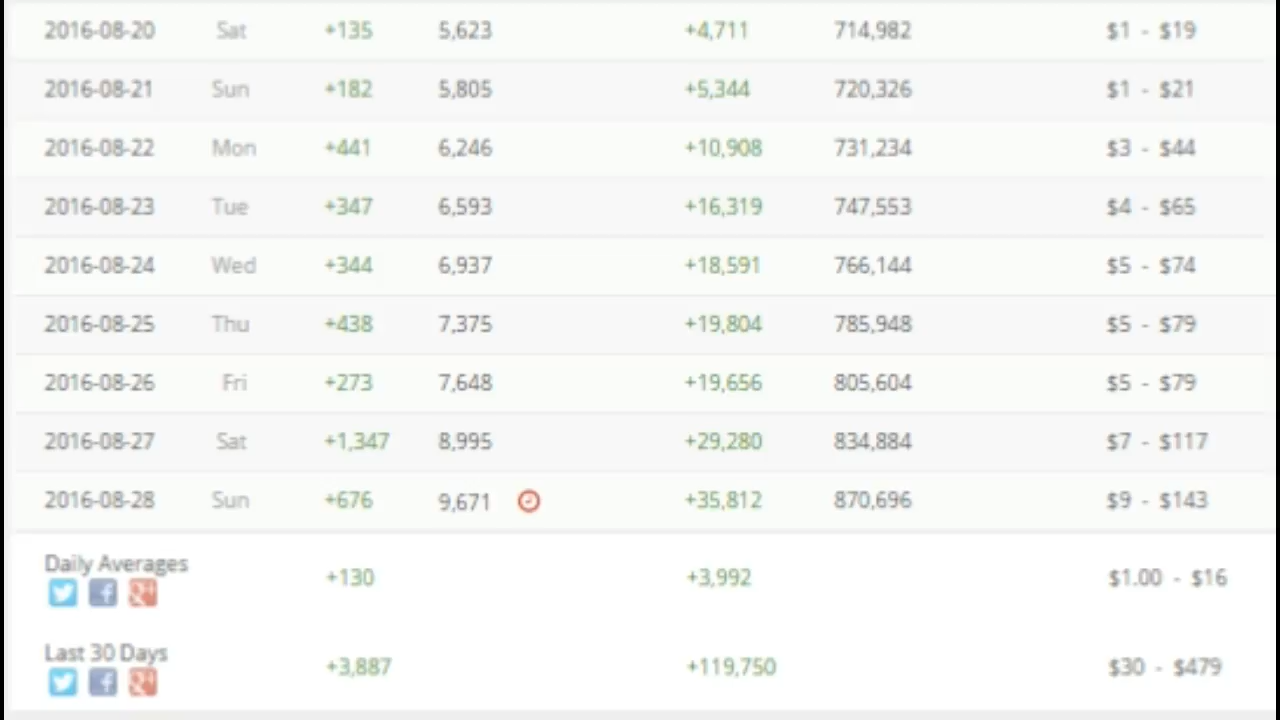 2016-08-20 Sat +135 5,623 +4,711 714,982 $1 - $19
2016-08-21 Sun +182 5,805 +5,344 720,326 $1 - $21
2016-08-22 Mon +441 6,246 +10,908 731,234 $3 - $44
2016-08-23 Tue +347 6,593 +16,319 747,553 $4 - $65
2016-08-24 Wed +344 6,937 +18,591 766,144 $5 - $74
2016-08-25 Thu +438 7,375 +19,804 785,948 $5 - $79
2016-08-26 Fri +273 7,648 +19,656 805,604 $5 - $79
2016-08-27 Sat +1,347 8,995 +29,280 834,884 $7 - $117
2016-08-28 Sun +676 9,671 +35,812 870,696 $9 - $143
Daily Averages +130 +3,992 $1.00 - $16
Last 30 Days +3,887 +119,750 $30 - $479